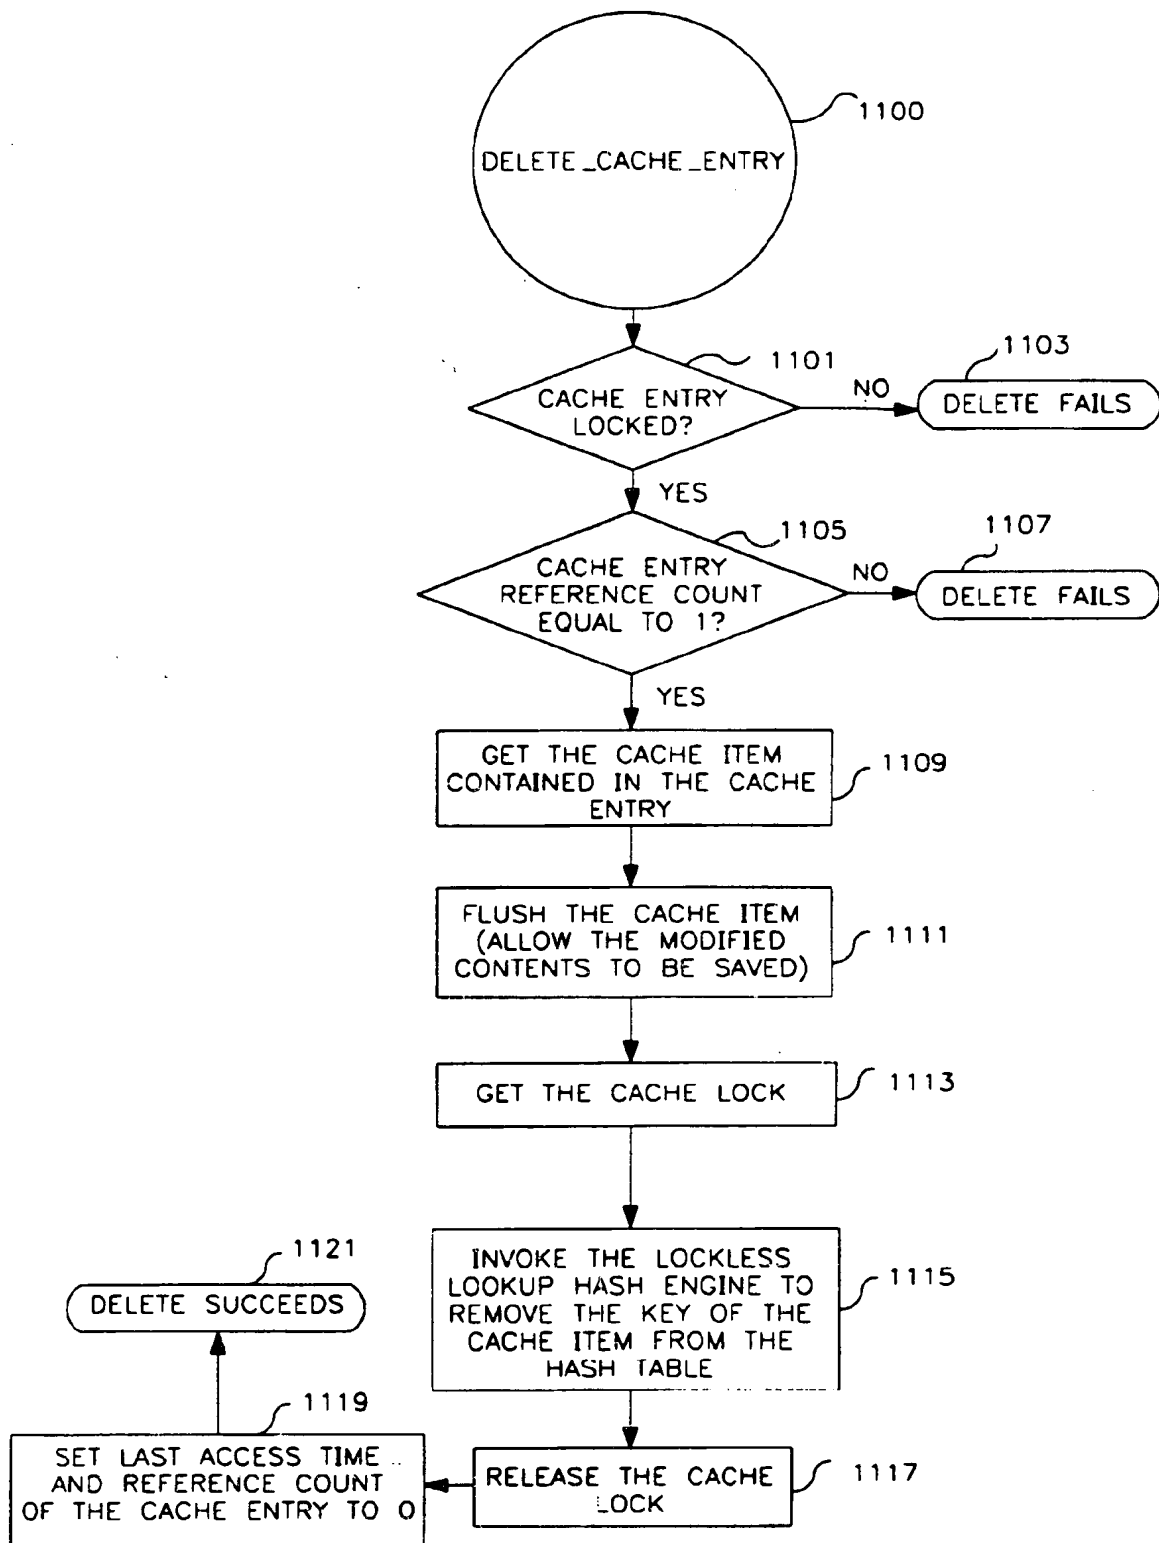 1100
DELETE_CACHE_ENTRY
1101
CACHE ENTRY
LOCKED?
NO
1103
DELETE FAILS
YES
1105
CACHE ENTRY
REFERENCE COUNT
EQUAL TO 1?
NO
1107
DELETE FAILS
YES
GET THE CACHE ITEM
CONTAINED IN THE CACHE
ENTRY
1109
FLUSH THE CACHE ITEM
(ALLOW THE MODIFIED
CONTENTS TO BE SAVED)
1111
GET THE CACHE LOCK
1113
INVOKE THE LOCKLESS
LOOKUP HASH ENGINE TO
REMOVE THE KEY OF THE
CACHE ITEM FROM THE
HASH TABLE
1115
RELEASE THE CACHE
LOCK
1117
1119
SET LAST ACCESS TIME
AND REFERENCE COUNT
OF THE CACHE ENTRY TO 0
1121
DELETE SUCCEEDS